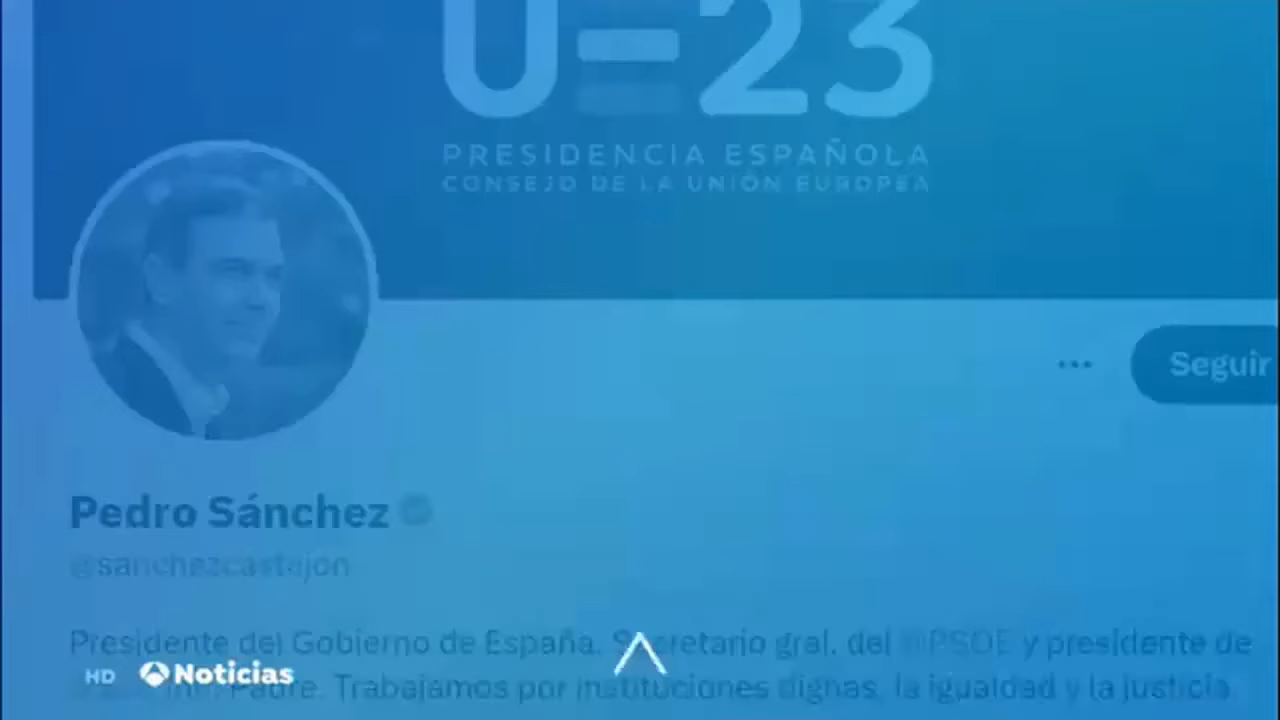 U=23
PRESIDENCIA ESPAÑOLA
CONSEJO DE LA UNIÓN EUROPEA
Seguir
Pedro Sánchez
@sanchezcastejon
Presidente del Gobierno de España. Secretario gral. del @PSOE y presidente de
Padre. Trabajamos por instituciones dignas, la igualdad y la justicia.
HD Noticias